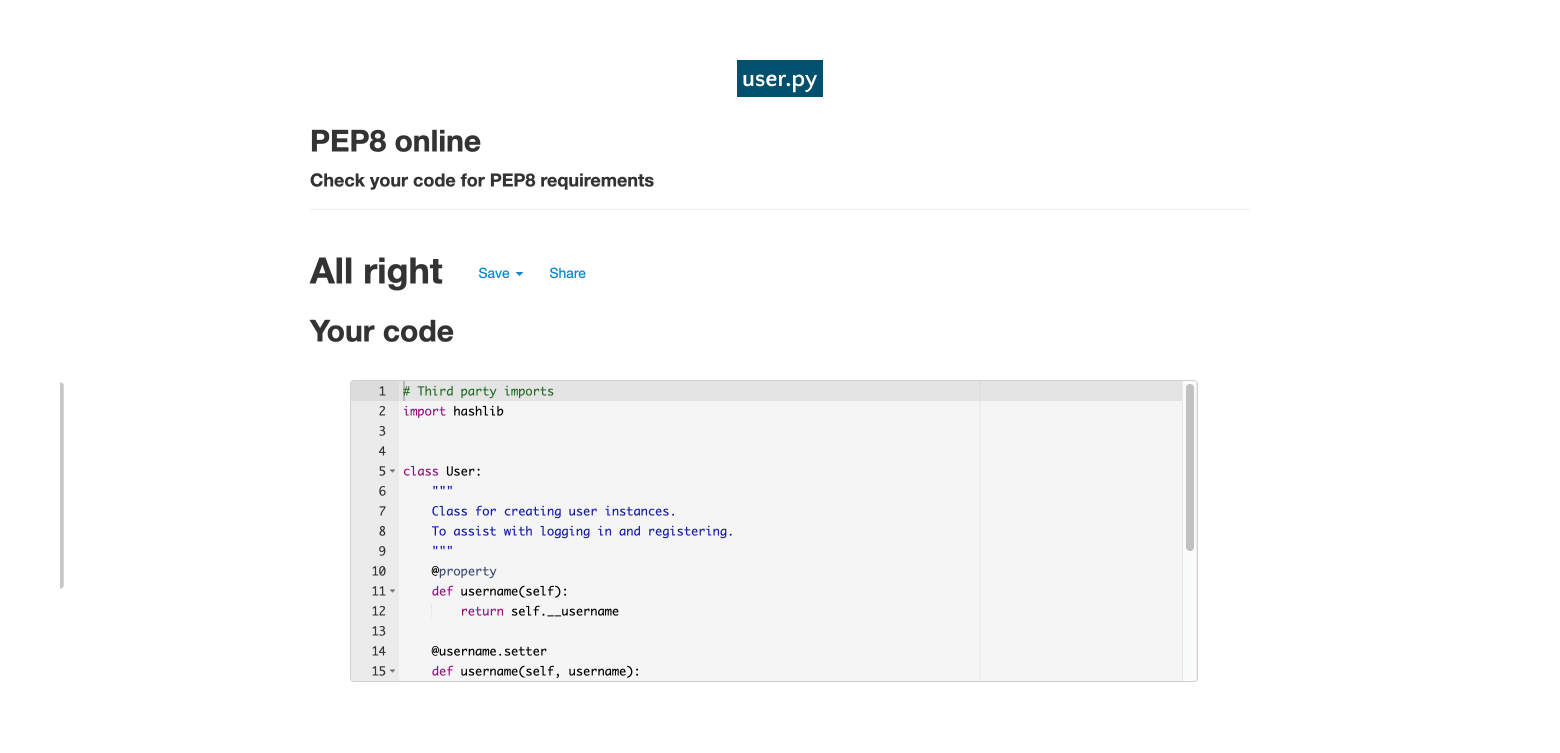 user.py
PEP8 online
Check your code for PEP8 requirements
All right Save Share
Your code
1 # Third party imports
2 import hashlib
3
4
5 class User:
6 """
7 Class for creating user instances.
8 To assist with logging in and registering.
9 """
10 @property
11 def username(self):
12 return self.__username
13
14 @username.setter
15 def username(self, username):